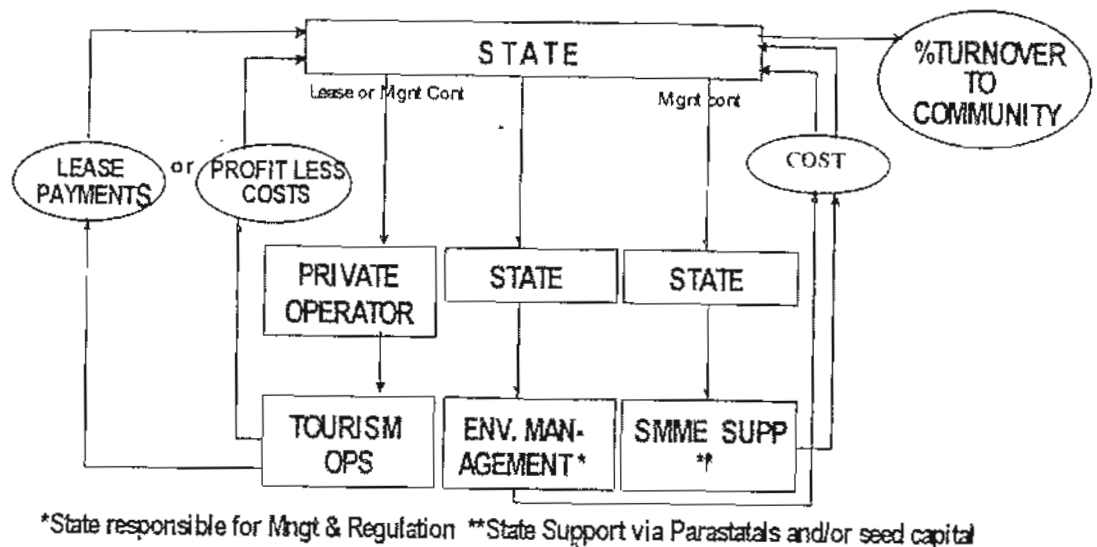 STATE
%TURNOVER
TO
COMMUNITY
Lease or Mgnt Cont
Mgnt cont
LEASE
PAYMENTS
or
PROFIT LESS
COSTS
COST
PRIVATE
OPERATOR
STATE
STATE
TOURISM
OPS
ENV. MAN-
AGEMENT*
SMME SUPP
**
*State responsible for Mngt & Regulation **State Support via Parastatals and/or seed capital